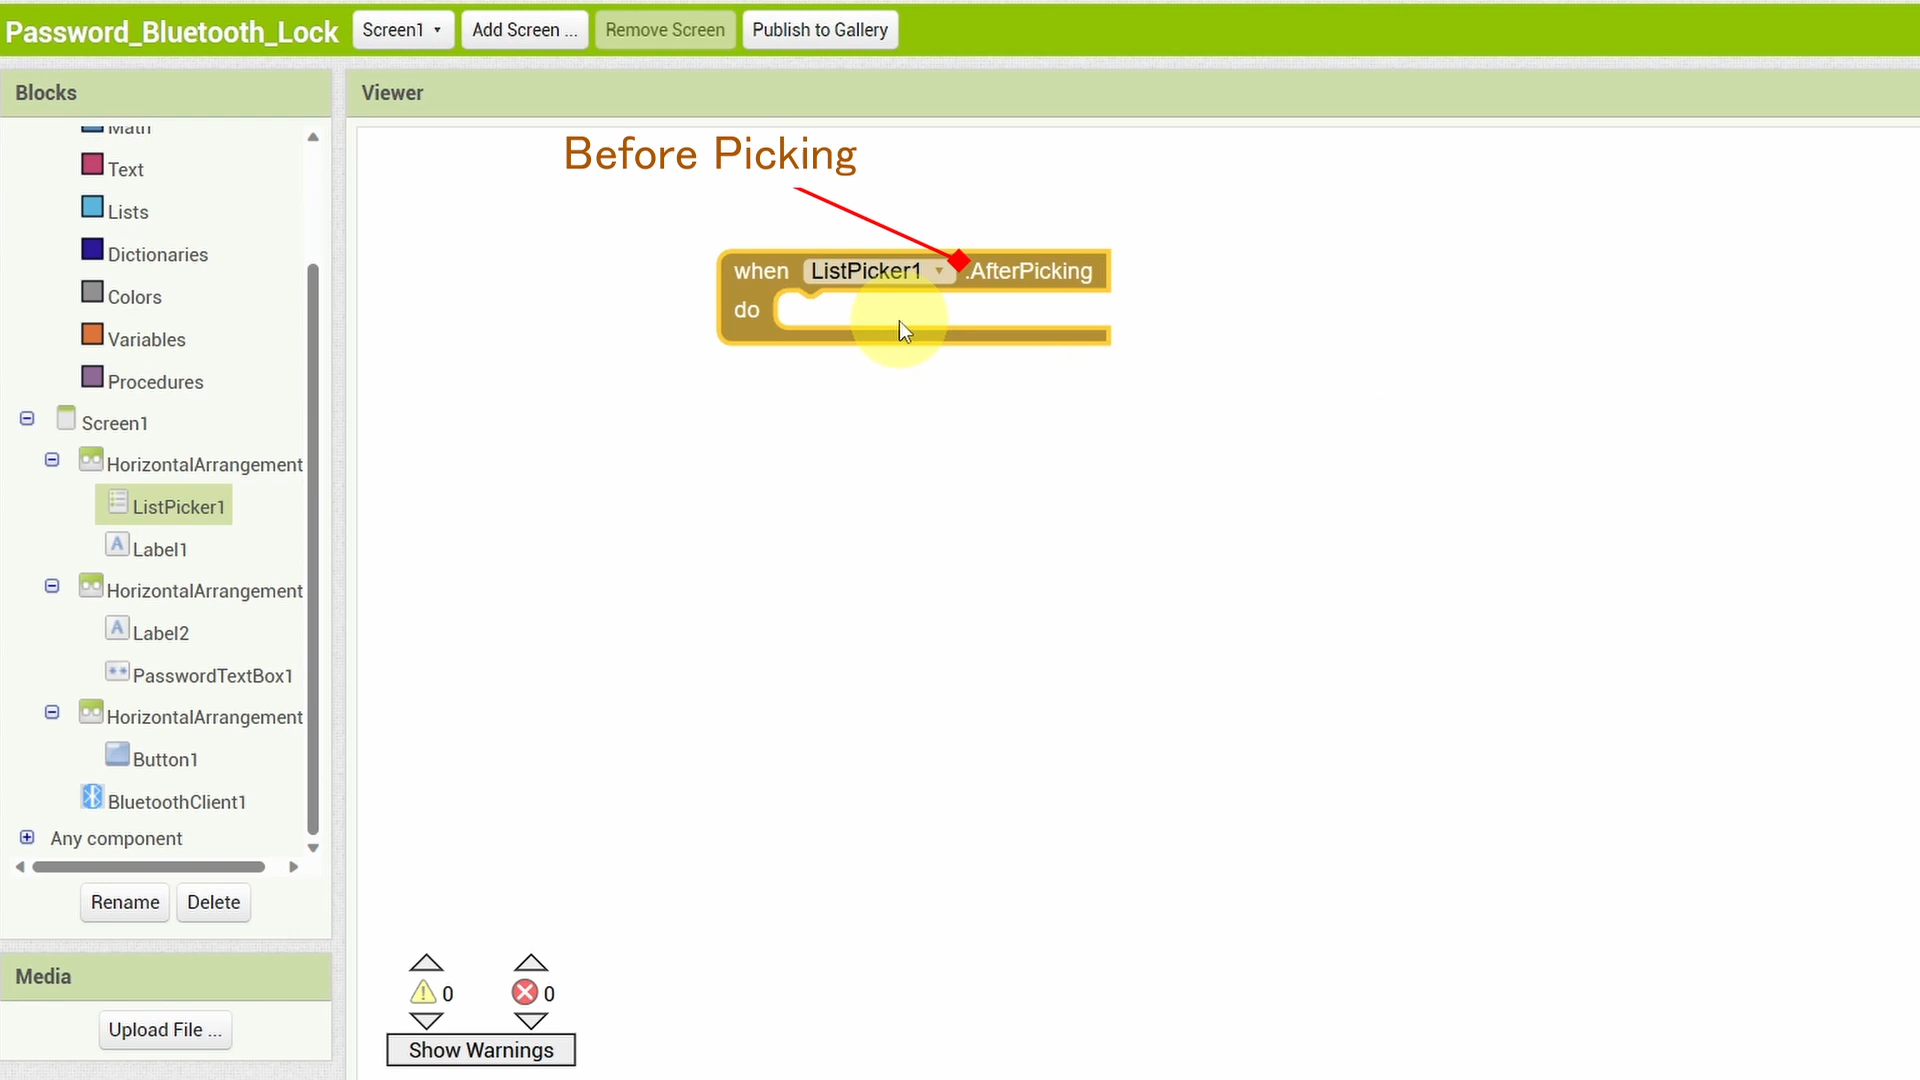 Password_Bluetooth_Lock Screen1 Add Screen ... Remove Screen Publish to Gallery
Blocks
Math
Text
Lists
Dictionaries
Colors
Variables
Procedures
Screen1
HorizontalArrangement
ListPicker1
Label1
HorizontalArrangement
Label2
PasswordTextBox1
HorizontalArrangement
Button1
BluetoothClient1
Any component
Rename Delete
Media
Upload File ...
Viewer
Before Picking
when ListPicker1 .AfterPicking
do
0 0
Show Warnings